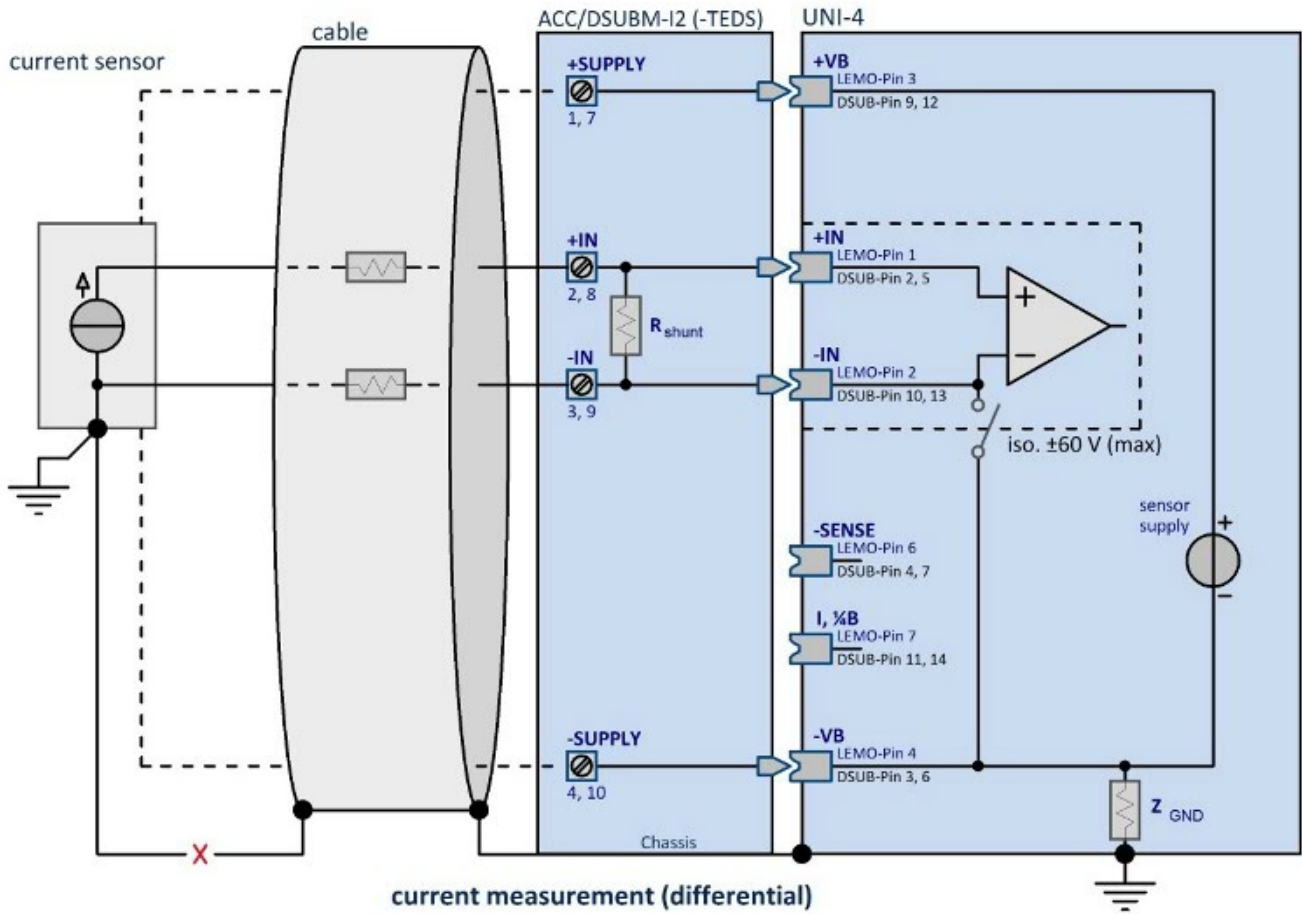 ACC/DSUBM-I2 (-TEDS)
UNI-4
cable
current sensor
+SUPPLY
1, 7
+VB
LEMO-Pin 3
DSUB-Pin 9, 12
+IN
2, 8
+IN
LEMO-Pin 1
DSUB-Pin 2, 5
+
R shunt
-IN
3, 9
-IN
LEMO-Pin 2
DSUB-Pin 10, 13
−
iso. ±60 V (max)
-SENSE
LEMO-Pin 6
DSUB-Pin 4, 7
sensor
supply
+
−
I, ¼B
LEMO-Pin 7
DSUB-Pin 11, 14
-SUPPLY
4, 10
-VB
LEMO-Pin 4
DSUB-Pin 3, 6
Z GND
X
Chassis
current measurement (differential)